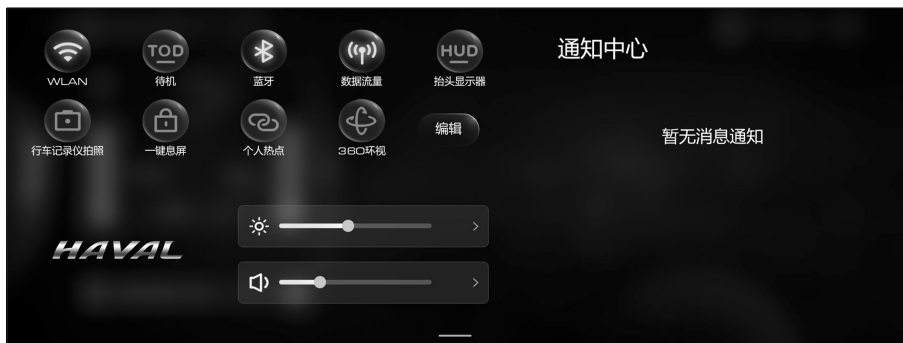 TOD
HUD
通知中心
WLAN
待机
蓝牙
数据流量
抬头显示器
编辑
暂无消息通知
行车记录仪拍照
一键息屏
个人热点
360环视
HAVAL